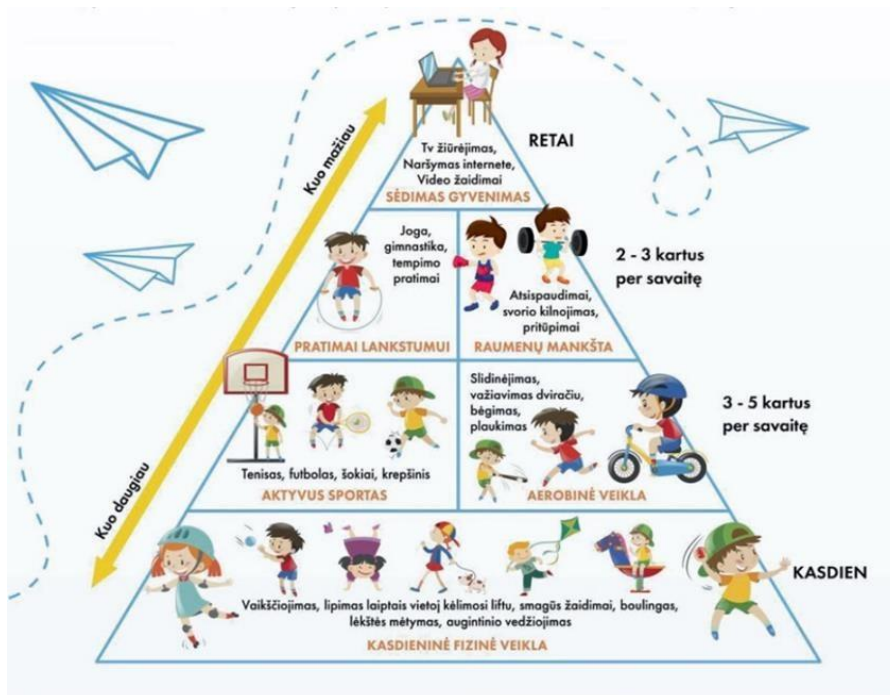 Kuo mažiau
Tv žiūrėjimas,
Naršymas internete,
Video žaidimai
SĖDIMAS GYVENIMAS
RETAI
Joga,
gimnastika,
tempimo
pratimai
PRATIMAI LANKSTUMUI
Atsispaudimai,
svorio kilnojimas,
pritūpimai
RAUMENŲ MANKŠTA
2 - 3 kartus
per savaitę
Tenisas, futbolas, šokiai, krepšinis
AKTYVUS SPORTAS
Slidinėjimas,
važiavimas dviračiu,
bėgimas,
plaukimas
AEROBINĖ VEIKLA
3 - 5 kartus
per savaitę
Kuo daugiau
Vaikščiojimas, lipimas laiptais vietoj kėlimosi liftu, smagūs žaidimai, boulingas,
lėkštės mėtymas, augintinio vedžiojimas
KASDIENINĖ FIZINĖ VEIKLA
KASDIEN